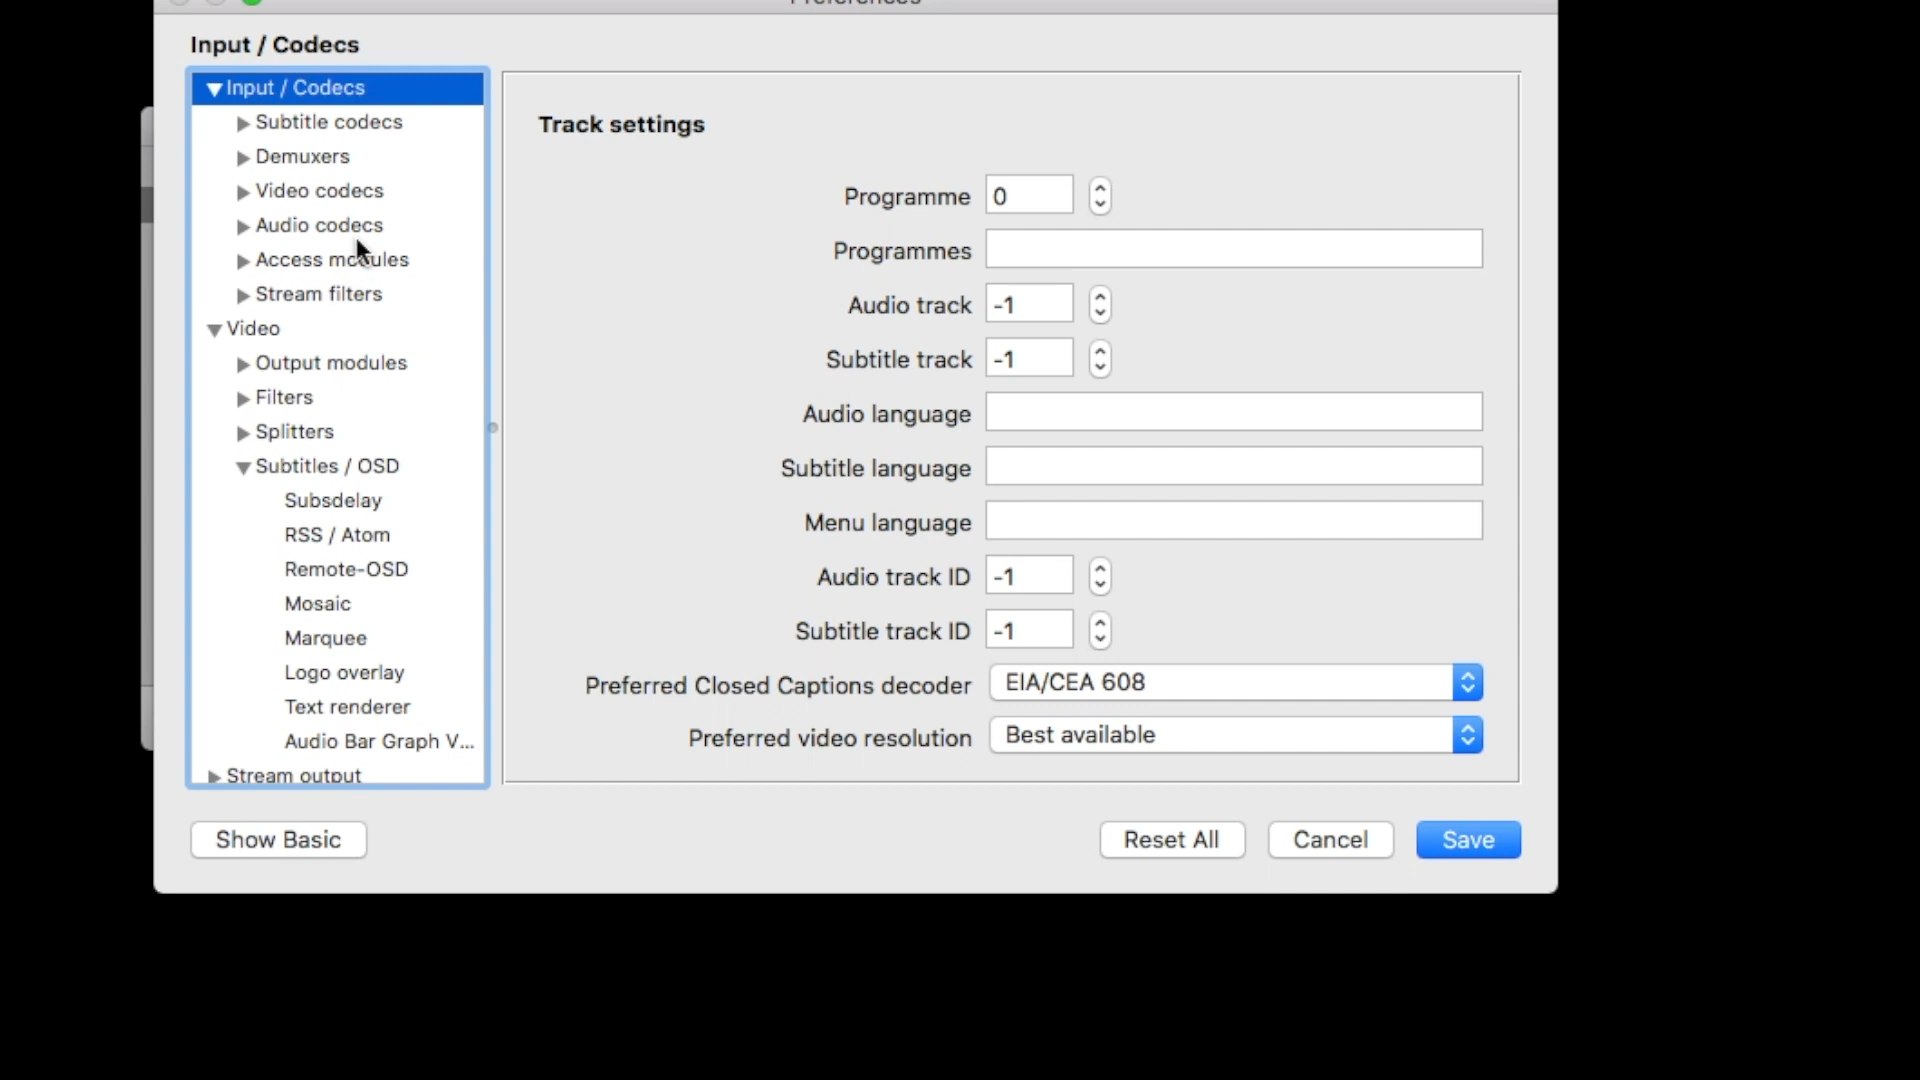 Preferences
Input / Codecs
Input / Codecs
Subtitle codecs
Demuxers
Video codecs
Audio codecs
Access modules
Stream filters
Video
Output modules
Filters
Splitters
Subtitles / OSD
Subsdelay
RSS / Atom
Remote-OSD
Mosaic
Marquee
Logo overlay
Text renderer
Audio Bar Graph V...
Stream output
Track settings
Programme 0
Programmes
Audio track -1
Subtitle track -1
Audio language
Subtitle language
Menu language
Audio track ID -1
Subtitle track ID -1
Preferred Closed Captions decoder EIA/CEA 608
Preferred video resolution Best available
Show Basic Reset All Cancel Save